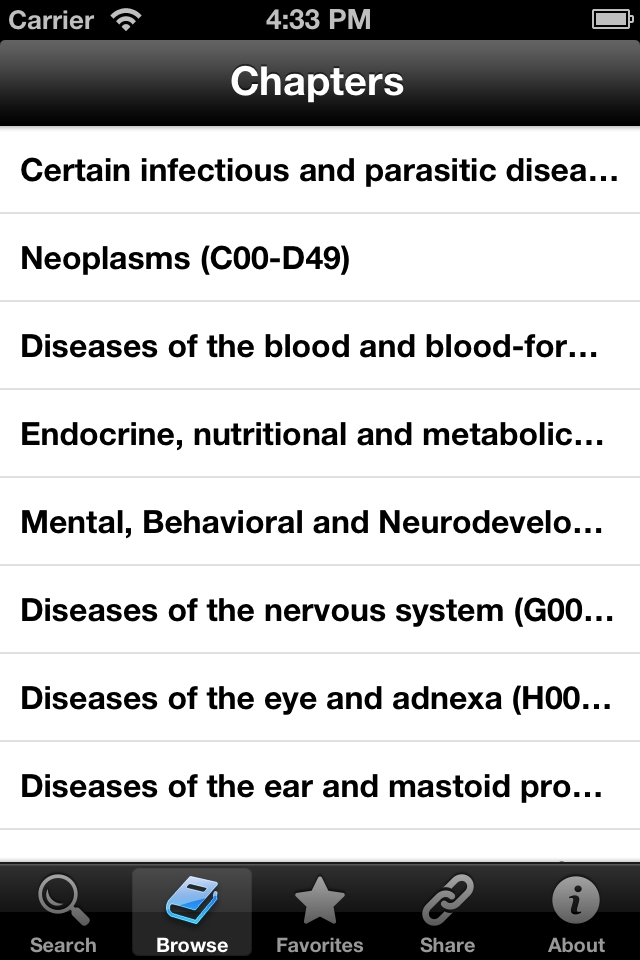 Carrier 4:33 PM
Chapters
Certain infectious and parasitic disea...
Neoplasms (C00-D49)
Diseases of the blood and blood-for...
Endocrine, nutritional and metabolic...
Mental, Behavioral and Neurodevelo...
Diseases of the nervous system (G00...
Diseases of the eye and adnexa (H00...
Diseases of the ear and mastoid pro...
Search Browse Favorites Share About